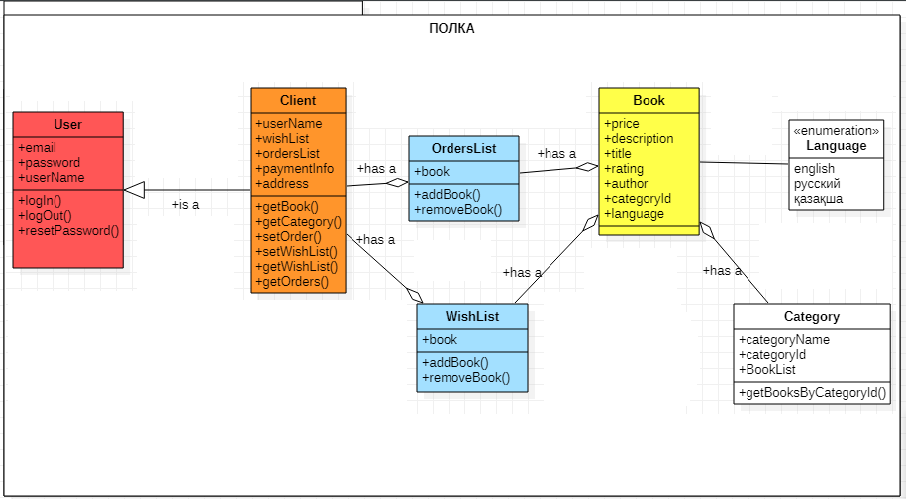 ПОЛКА
User
+email
+password
+userName
+logIn()
+logOut()
+resetPassword()
+is a
Client
+userName
+wishList
+ordersList
+paymentInfo
+address
+getBook()
+getCategory()
+setOrder()
+setWishList()
+getWishList()
+getOrders()
+has a
+has a
OrdersList
+book
+addBook()
+removeBook()
+has a
+has a
WishList
+book
+addBook()
+removeBook()
Book
+price
+description
+title
+rating
+author
+categoryId
+language
+has a
«enumeration»
Language
english
русский
қазақша
Category
+categoryName
+categoryId
+BookList
+getBooksByCategoryId()